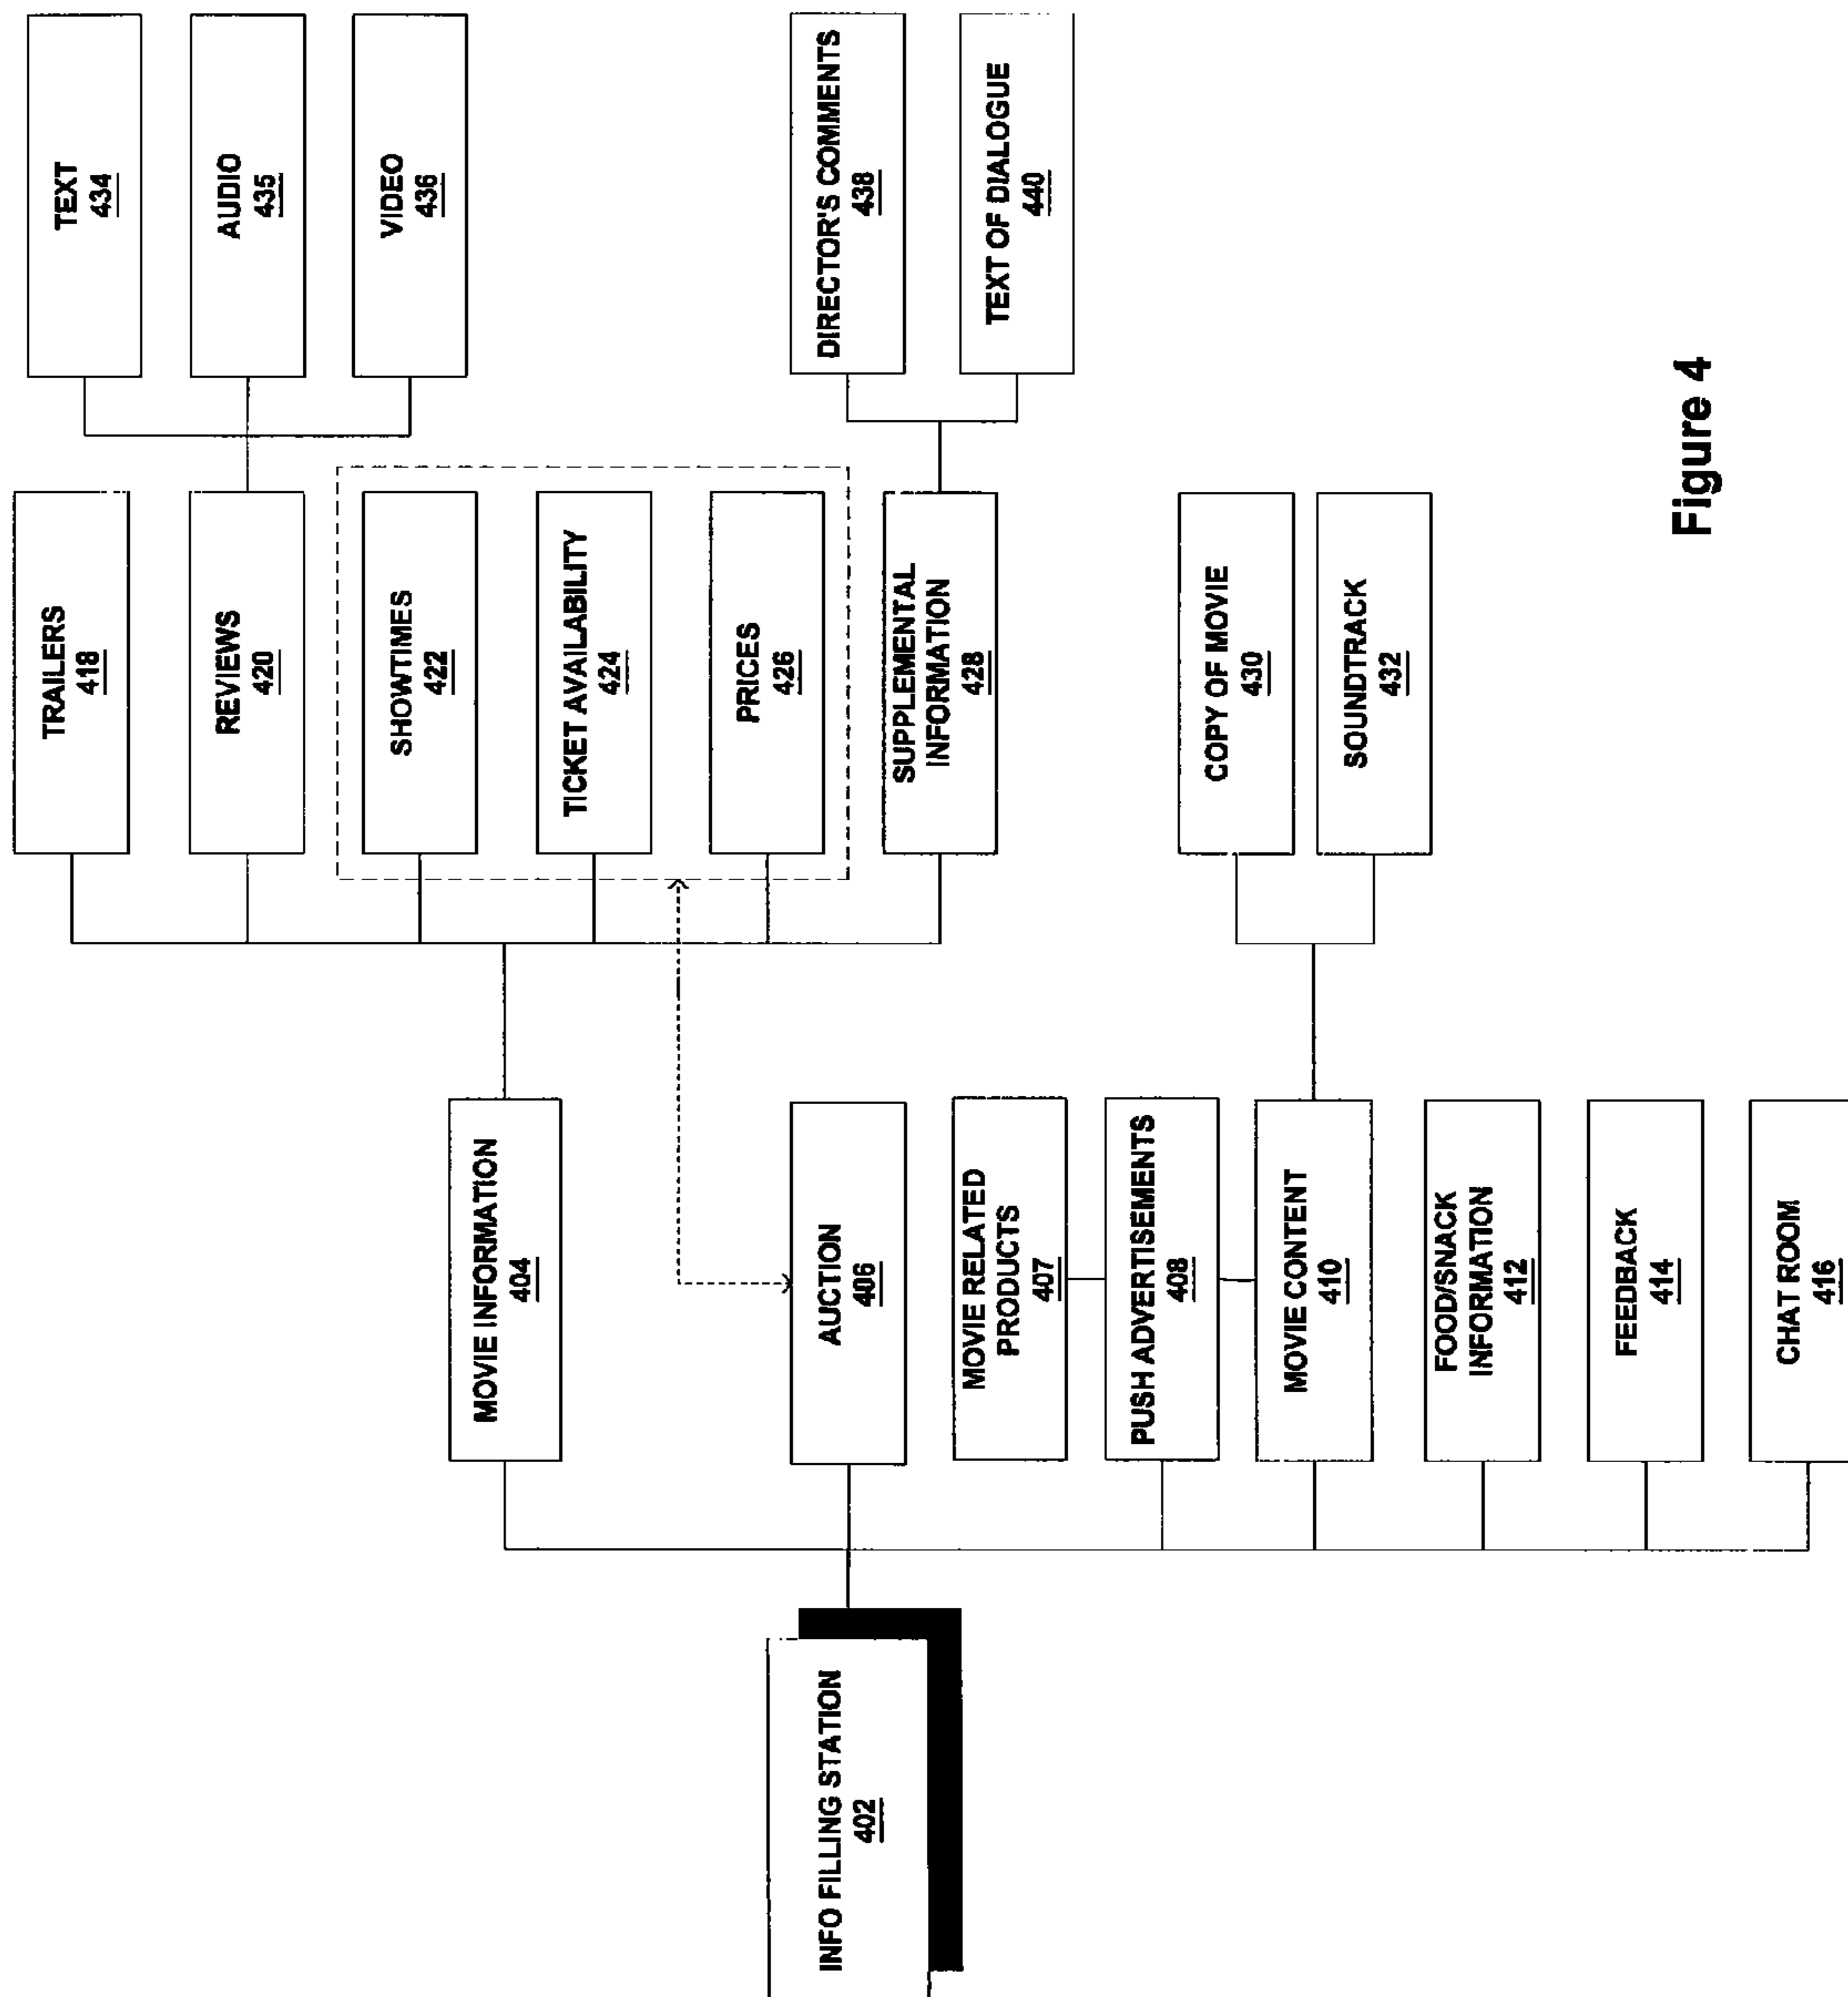 INFO FILLING STATION
402
MOVIE INFORMATION
404
AUCTION
406
MOVIE RELATED
PRODUCTS
407
PUSH ADVERTISEMENTS
408
MOVIE CONTENT
410
FOOD/SNACK
INFORMATION
412
FEEDBACK
414
CHAT ROOM
416
TRAILERS
418
REVIEWS
420
SHOWTIMES
422
TICKET AVAILABILITY
424
PRICES
426
SUPPLEMENTAL
INFORMATION
428
COPY OF MOVIE
430
SOUNDTRACK
432
TEXT
434
AUDIO
435
VIDEO
436
DIRECTOR'S COMMENTS
438
TEXT OF DIALOGUE
440
Figure 4